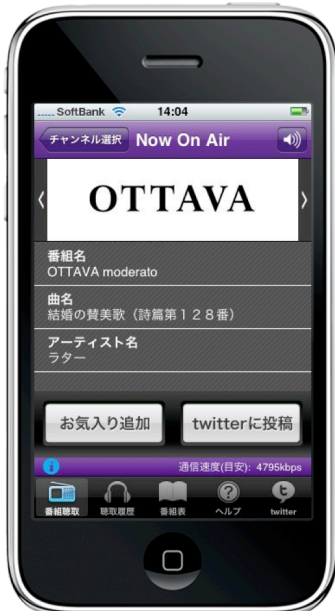 SoftBank 14:04
チャンネル選択 Now On Air
OTTAVA
番組名
OTTAVA moderato
曲名
結婚の賛美歌（詩篇第１２８番）
アーティスト名
ラター
お気入り追加 twitterに投稿
通信速度(目安): 4795kbps
番組聴取 聴取履歴 番組表 ヘルプ twitter